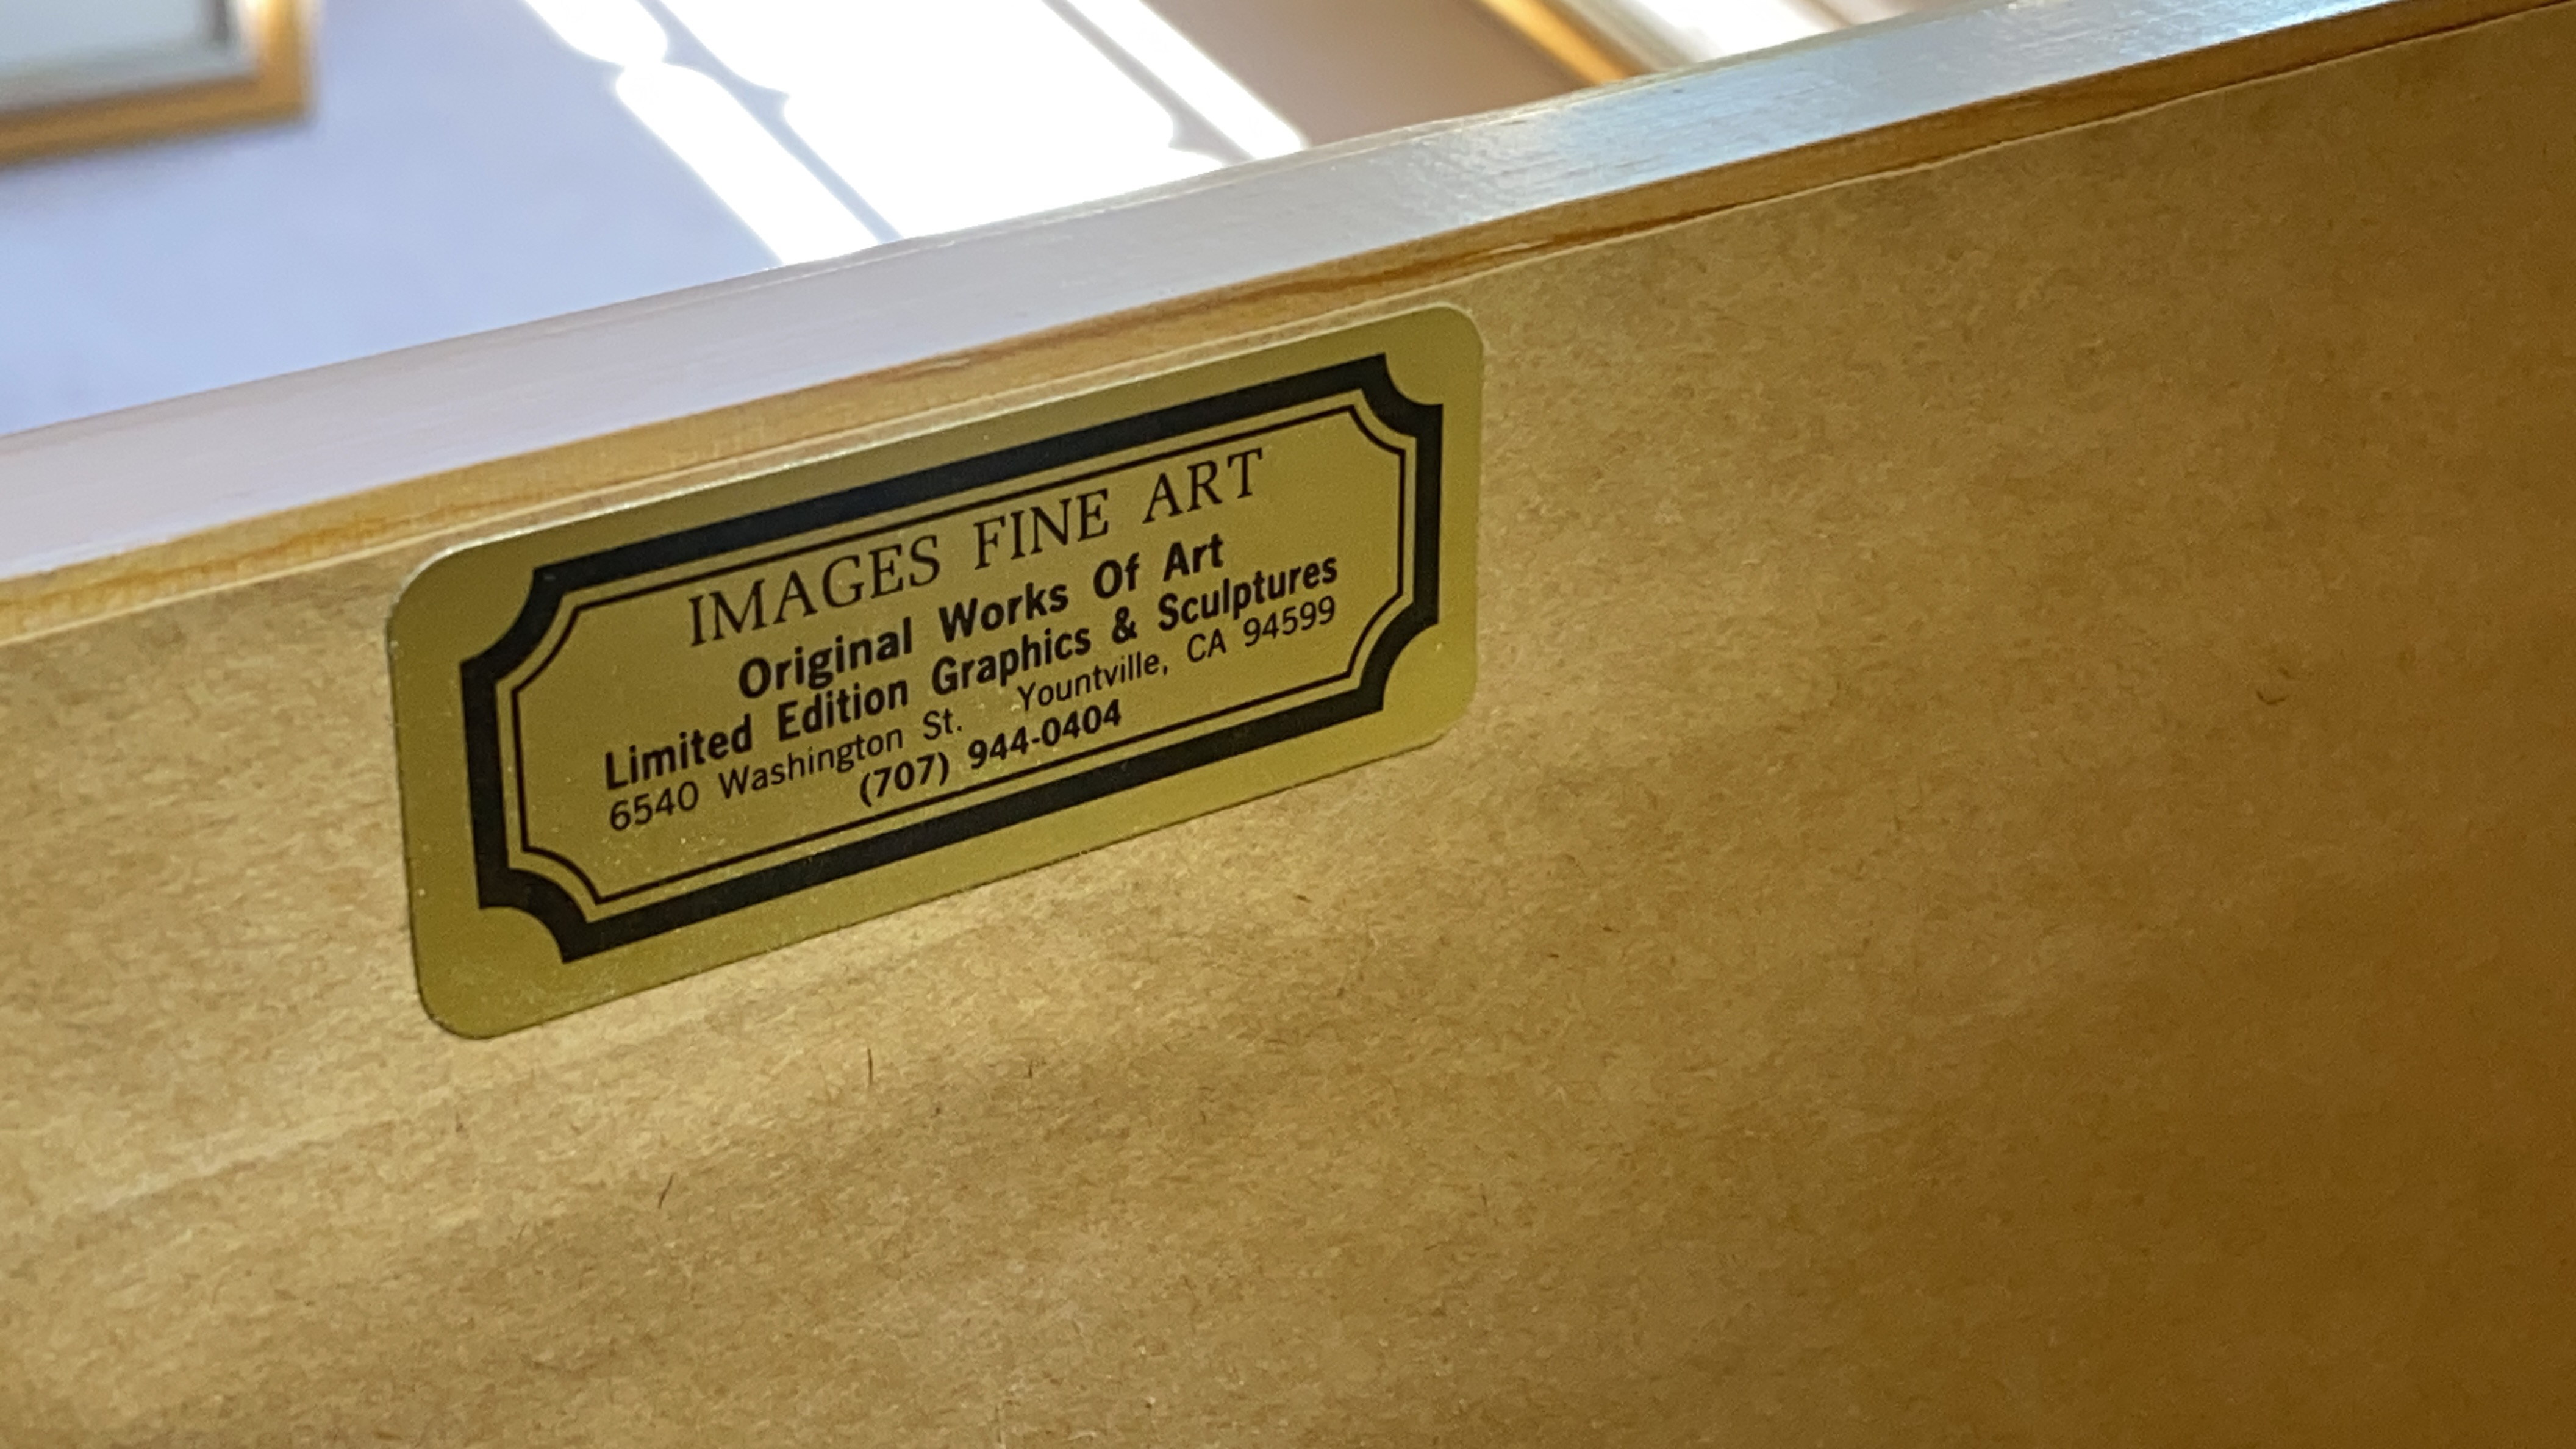 IMAGES FINE ART
Original Works Of Art
Limited Edition Graphics & Sculptures
6540 Washington St. Yountville, CA 94599
(707) 944-0404